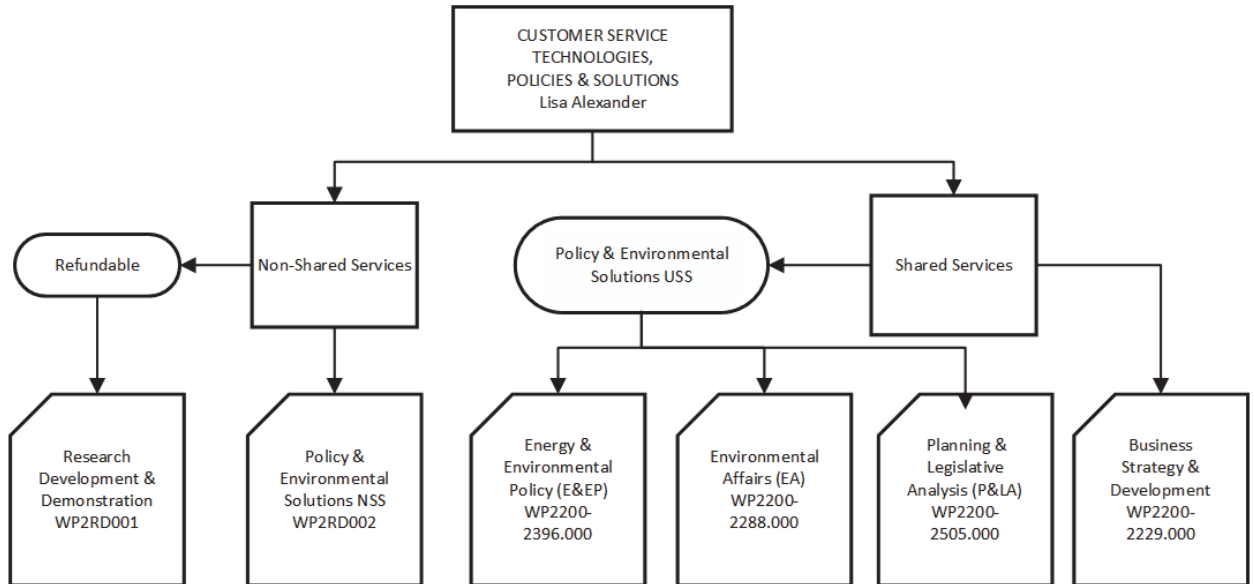 CUSTOMER SERVICE
TECHNOLOGIES,
POLICIES & SOLUTIONS
Lisa Alexander
Refundable
Non-Shared Services
Policy & Environmental
Solutions USS
Shared Services
Research
Development &
Demonstration
WP2RD001
Policy &
Environmental
Solutions NSS
WP2RD002
Energy &
Environmental
Policy (E&EP)
WP2200-
2396.000
Environmental
Affairs (EA)
WP2200-
2288.000
Planning &
Legislative
Analysis (P&LA)
WP2200-
2505.000
Business
Strategy &
Development
WP2200-
2229.000